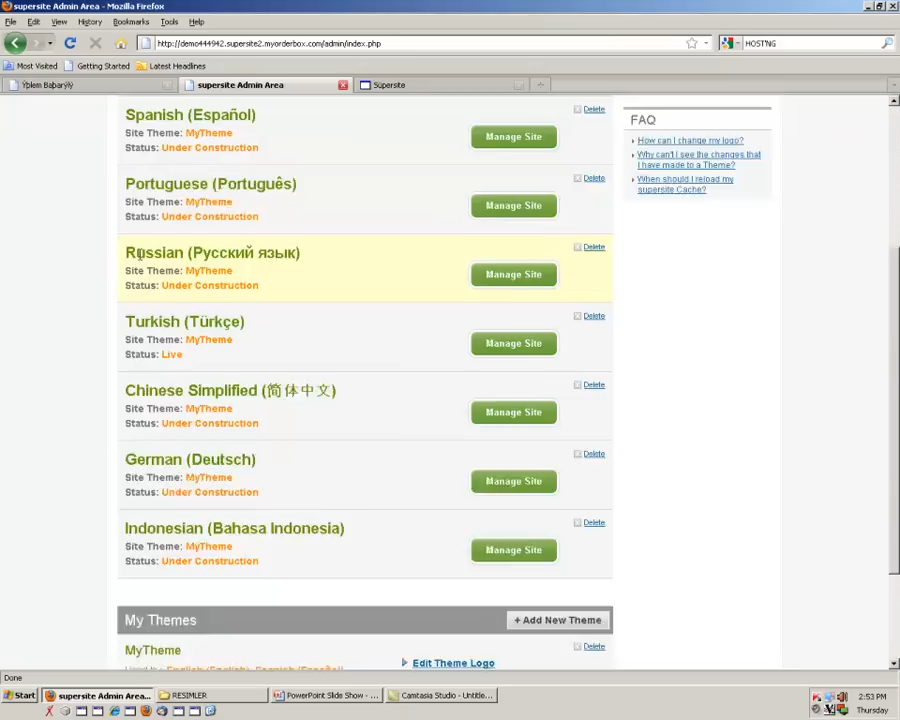 supersite Admin Area - Mozilla Firefox
File Edit View History Bookmarks Tools Help
http://demo444942.supersite2.myorderbox.com/admin/index.php
HOSTNG
Most Visited Getting Started Latest Headlines
supersite Admin Area
Supersite
Spanish (Español)
Delete
Site Theme: MyTheme
Status: Under Construction
Manage Site
Portuguese (Português)
Delete
Site Theme: MyTheme
Status: Under Construction
Manage Site
Russian (Русский язык)
Delete
Site Theme: MyTheme
Status: Under Construction
Manage Site
Turkish (Türkçe)
Delete
Site Theme: MyTheme
Status: Live
Manage Site
Chinese Simplified (简体中文)
Delete
Site Theme: MyTheme
Status: Under Construction
Manage Site
German (Deutsch)
Delete
Site Theme: MyTheme
Status: Under Construction
Manage Site
Indonesian (Bahasa Indonesia)
Delete
Site Theme: MyTheme
Status: Under Construction
Manage Site
My Themes
+ Add New Theme
MyTheme
Delete
Edit Theme Logo
FAQ
How can I change my logo?
Why can't I see the changes that
I have made to a Theme?
When should I reload my
supersite Cache?
Done
Start
supersite Admin Area...
RESIMLER
PowerPoint Slide Show - ...
Camtasia Studio - Untitle...
2:53 PM
Thursday